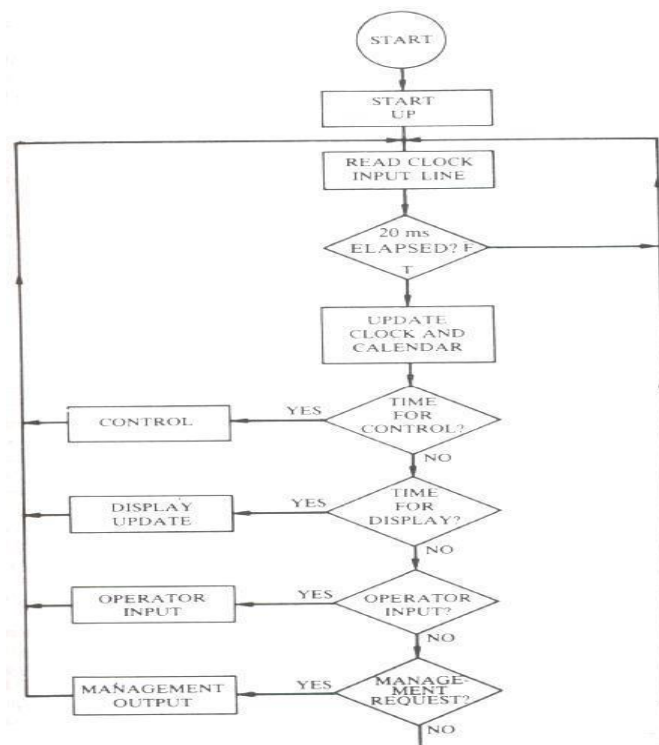 START
START
UP
READ CLOCK
INPUT LINE
20 ms
ELAPSED? F
T
UPDATE
CLOCK AND
CALENDAR
TIME
FOR
CONTROL?
YES
CONTROL
NO
TIME
FOR
DISPLAY?
YES
DISPLAY
UPDATE
NO
OPERATOR
INPUT?
YES
OPERATOR
INPUT
NO
MANAGE-
MENT
REQUEST?
YES
MANAGEMENT
OUTPUT
NO